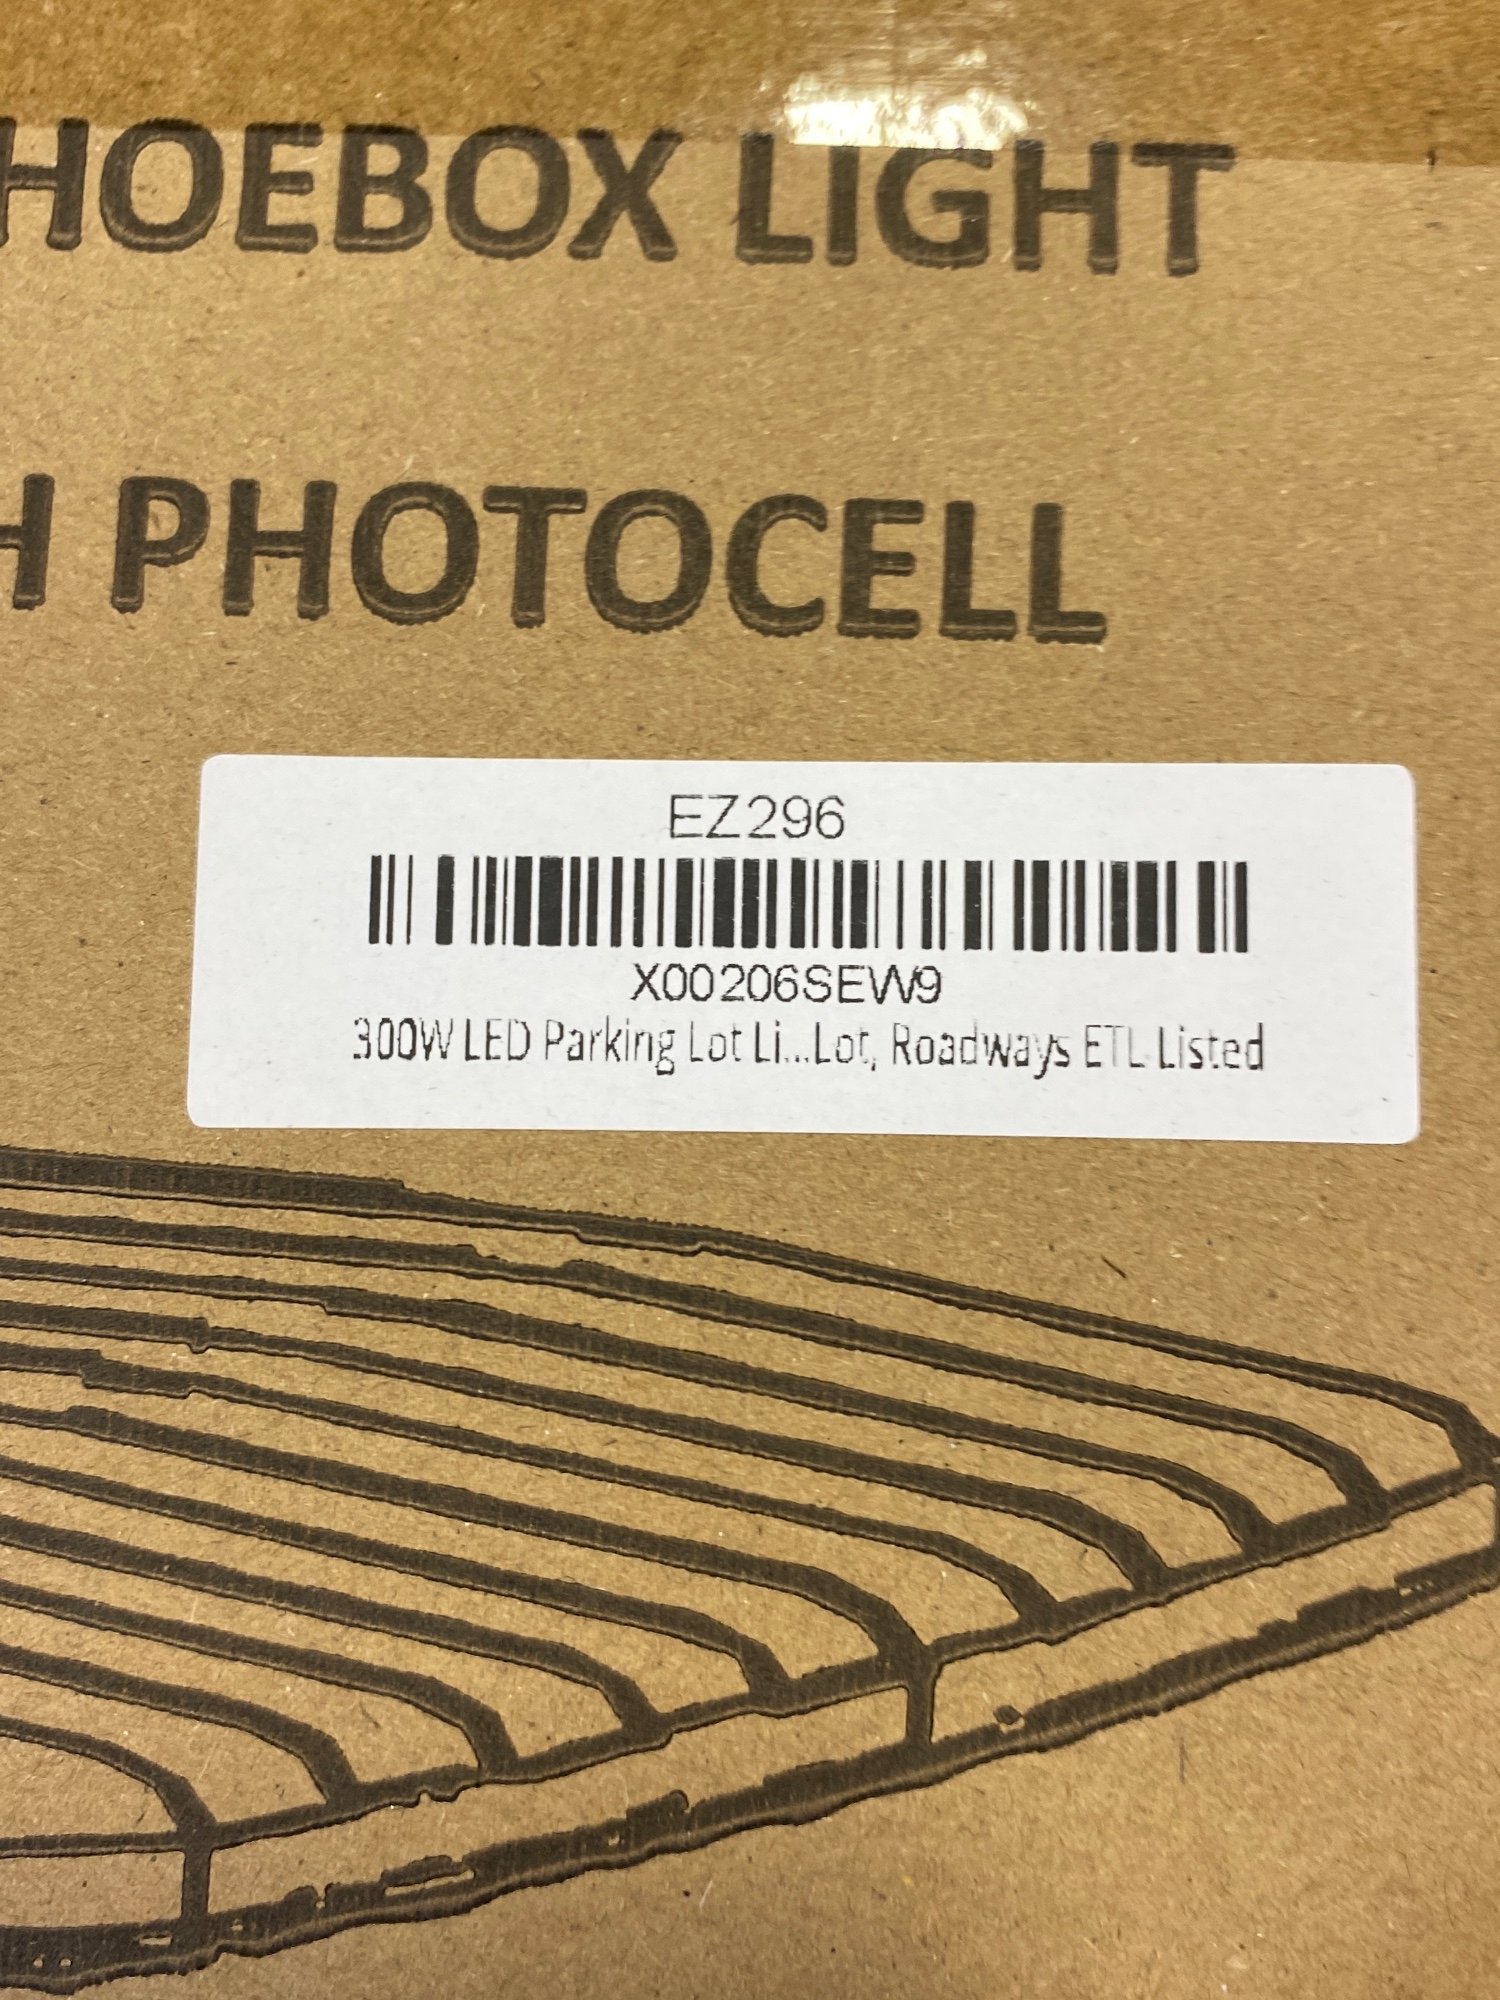 HOEBOX LIGHT
H PHOTOCELL
EZ296
X00206SEW9
300W LED Parking Lot Li...Lot, Roadways ETL Listed